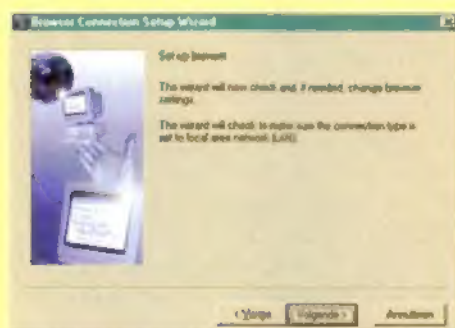 Browser Connection Setup Wizard
Set up browser
The wizard will now check and, if needed, change browser
settings.
The wizard will check to make sure the connection type is
set to local area network (LAN).
< Vorige
Volgende >
Annuleren